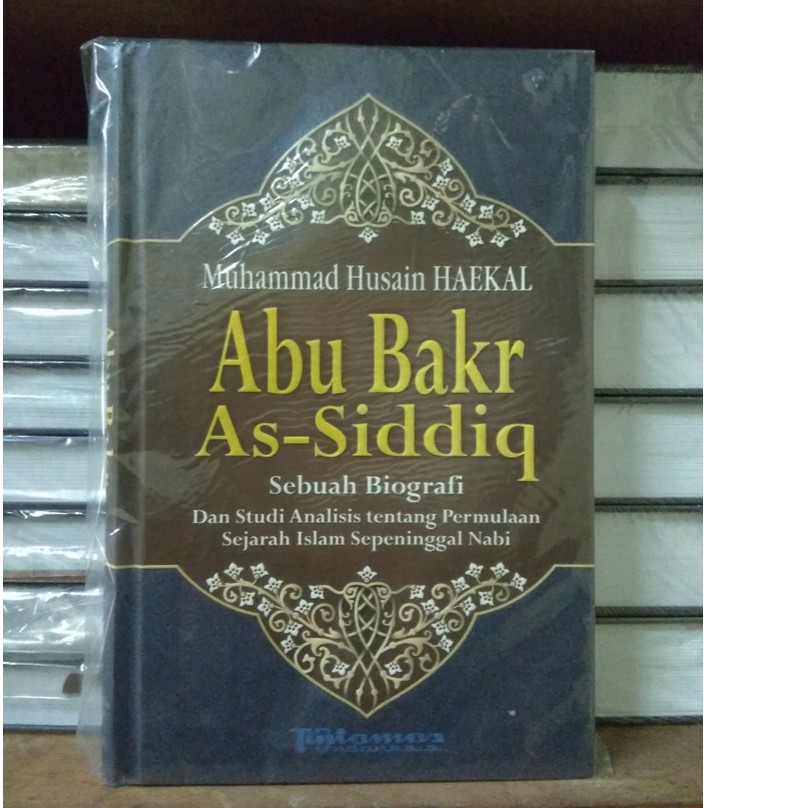 Muhammad Husain HAEKAL
Abu Bakr
As-Siddiq
Sebuah Biografi
Dan Studi Analisis tentang Permulaan
Sejarah Islam Sepeninggal Nabi